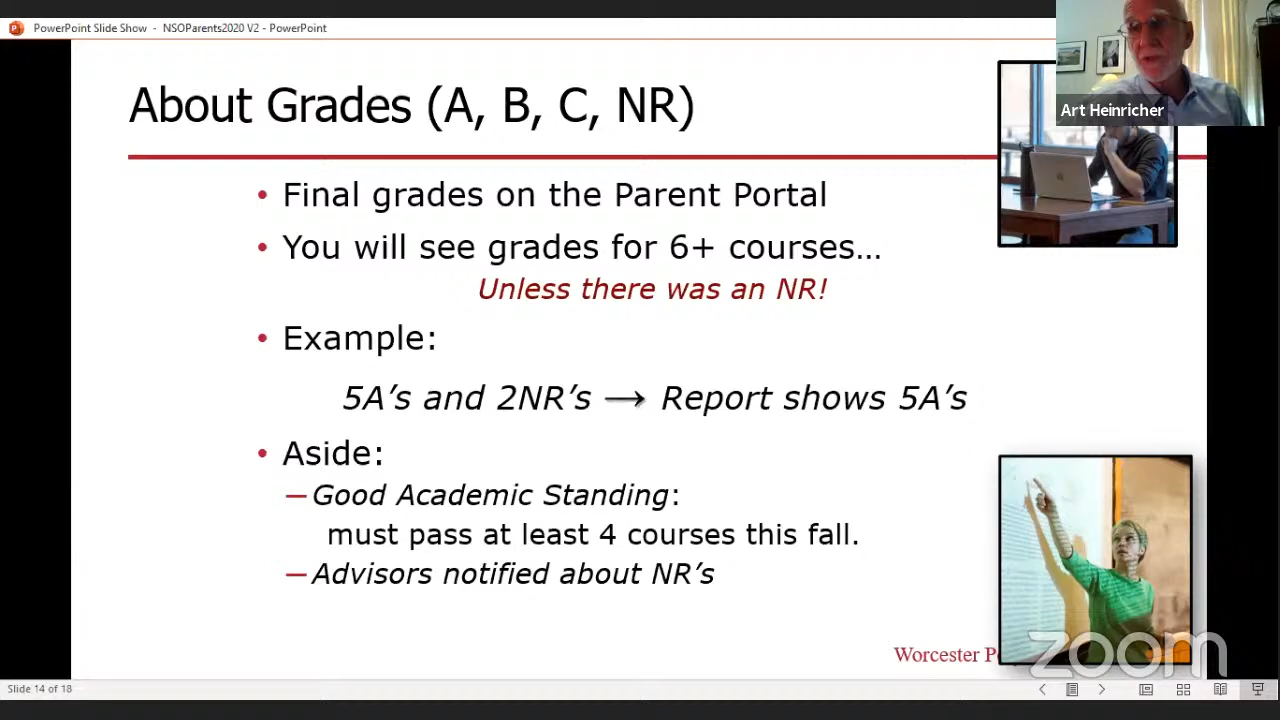 PowerPoint Slide Show - NSOParents2020 V2 - PowerPoint
Art Heinricher
About Grades (A, B, C, NR)
• Final grades on the Parent Portal
• You will see grades for 6+ courses…
Unless there was an NR!
• Example:
5A’s and 2NR’s → Report shows 5A’s
• Aside:
—Good Academic Standing:
must pass at least 4 courses this fall.
—Advisors notified about NR’s
Worcester
zoom
Slide 14 of 18